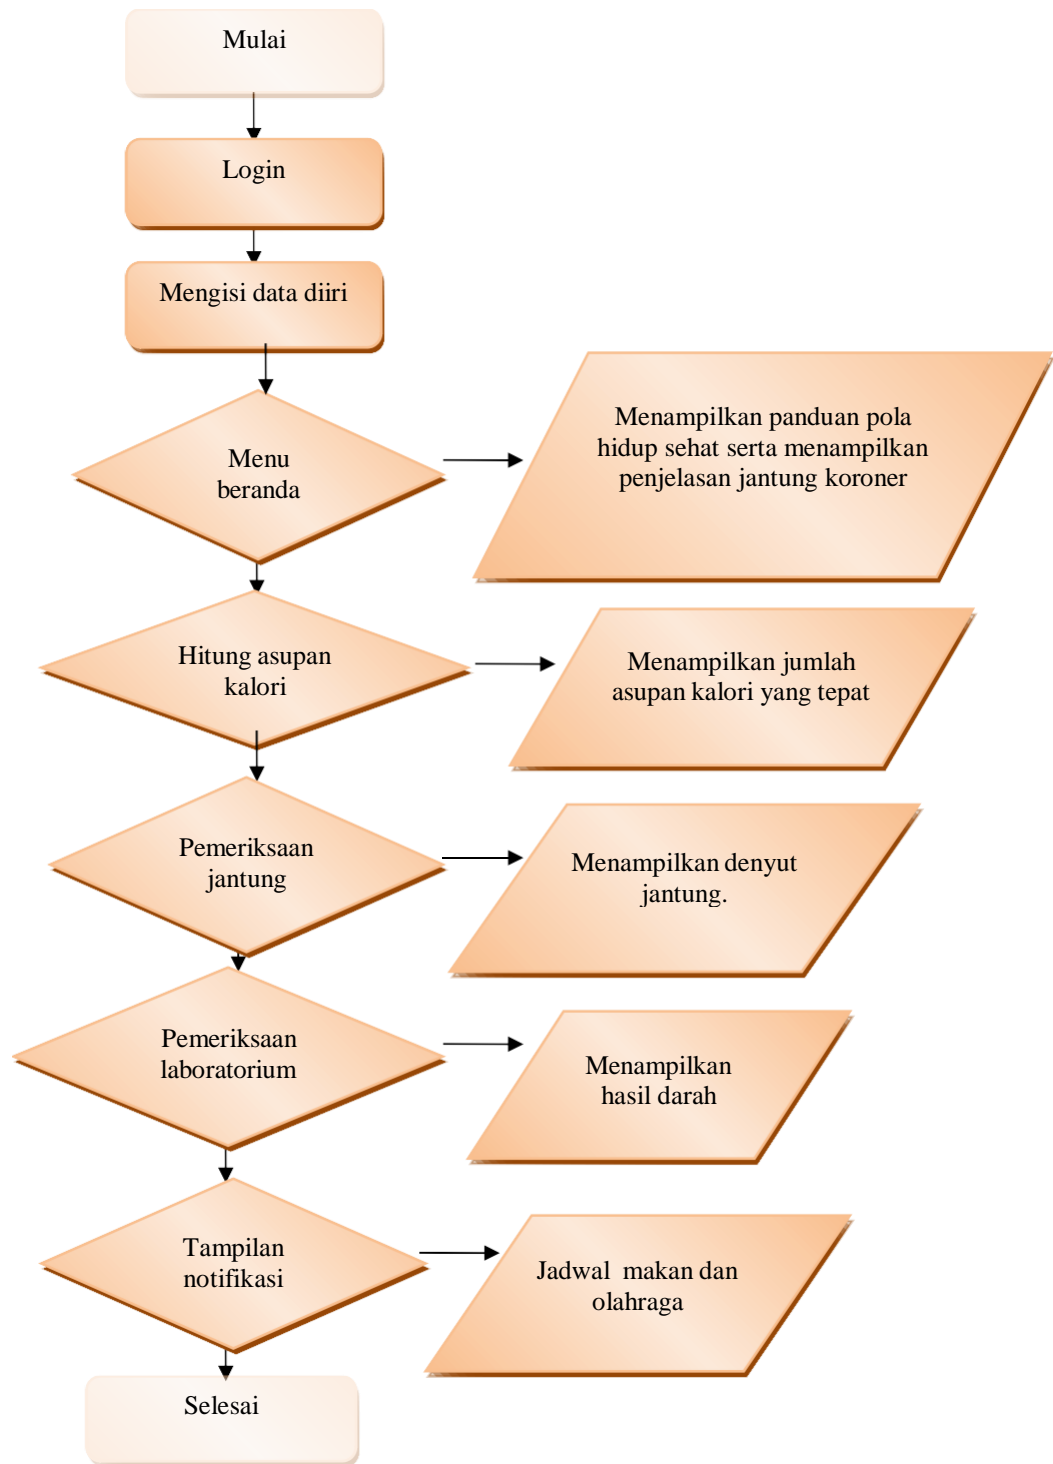 Mulai
Login
Mengisi data diiri
Menu
beranda
Menampilkan panduan pola
hidup sehat serta menampilkan
penjelasan jantung koroner
Hitung asupan
kalori
Menampilkan jumlah
asupan kalori yang tepat
Pemeriksaan
jantung
Menampilkan denyut
jantung.
Pemeriksaan
laboratorium
Menampilkan
hasil darah
Tampilan
notifikasi
Jadwal  makan dan
olahraga
Selesai